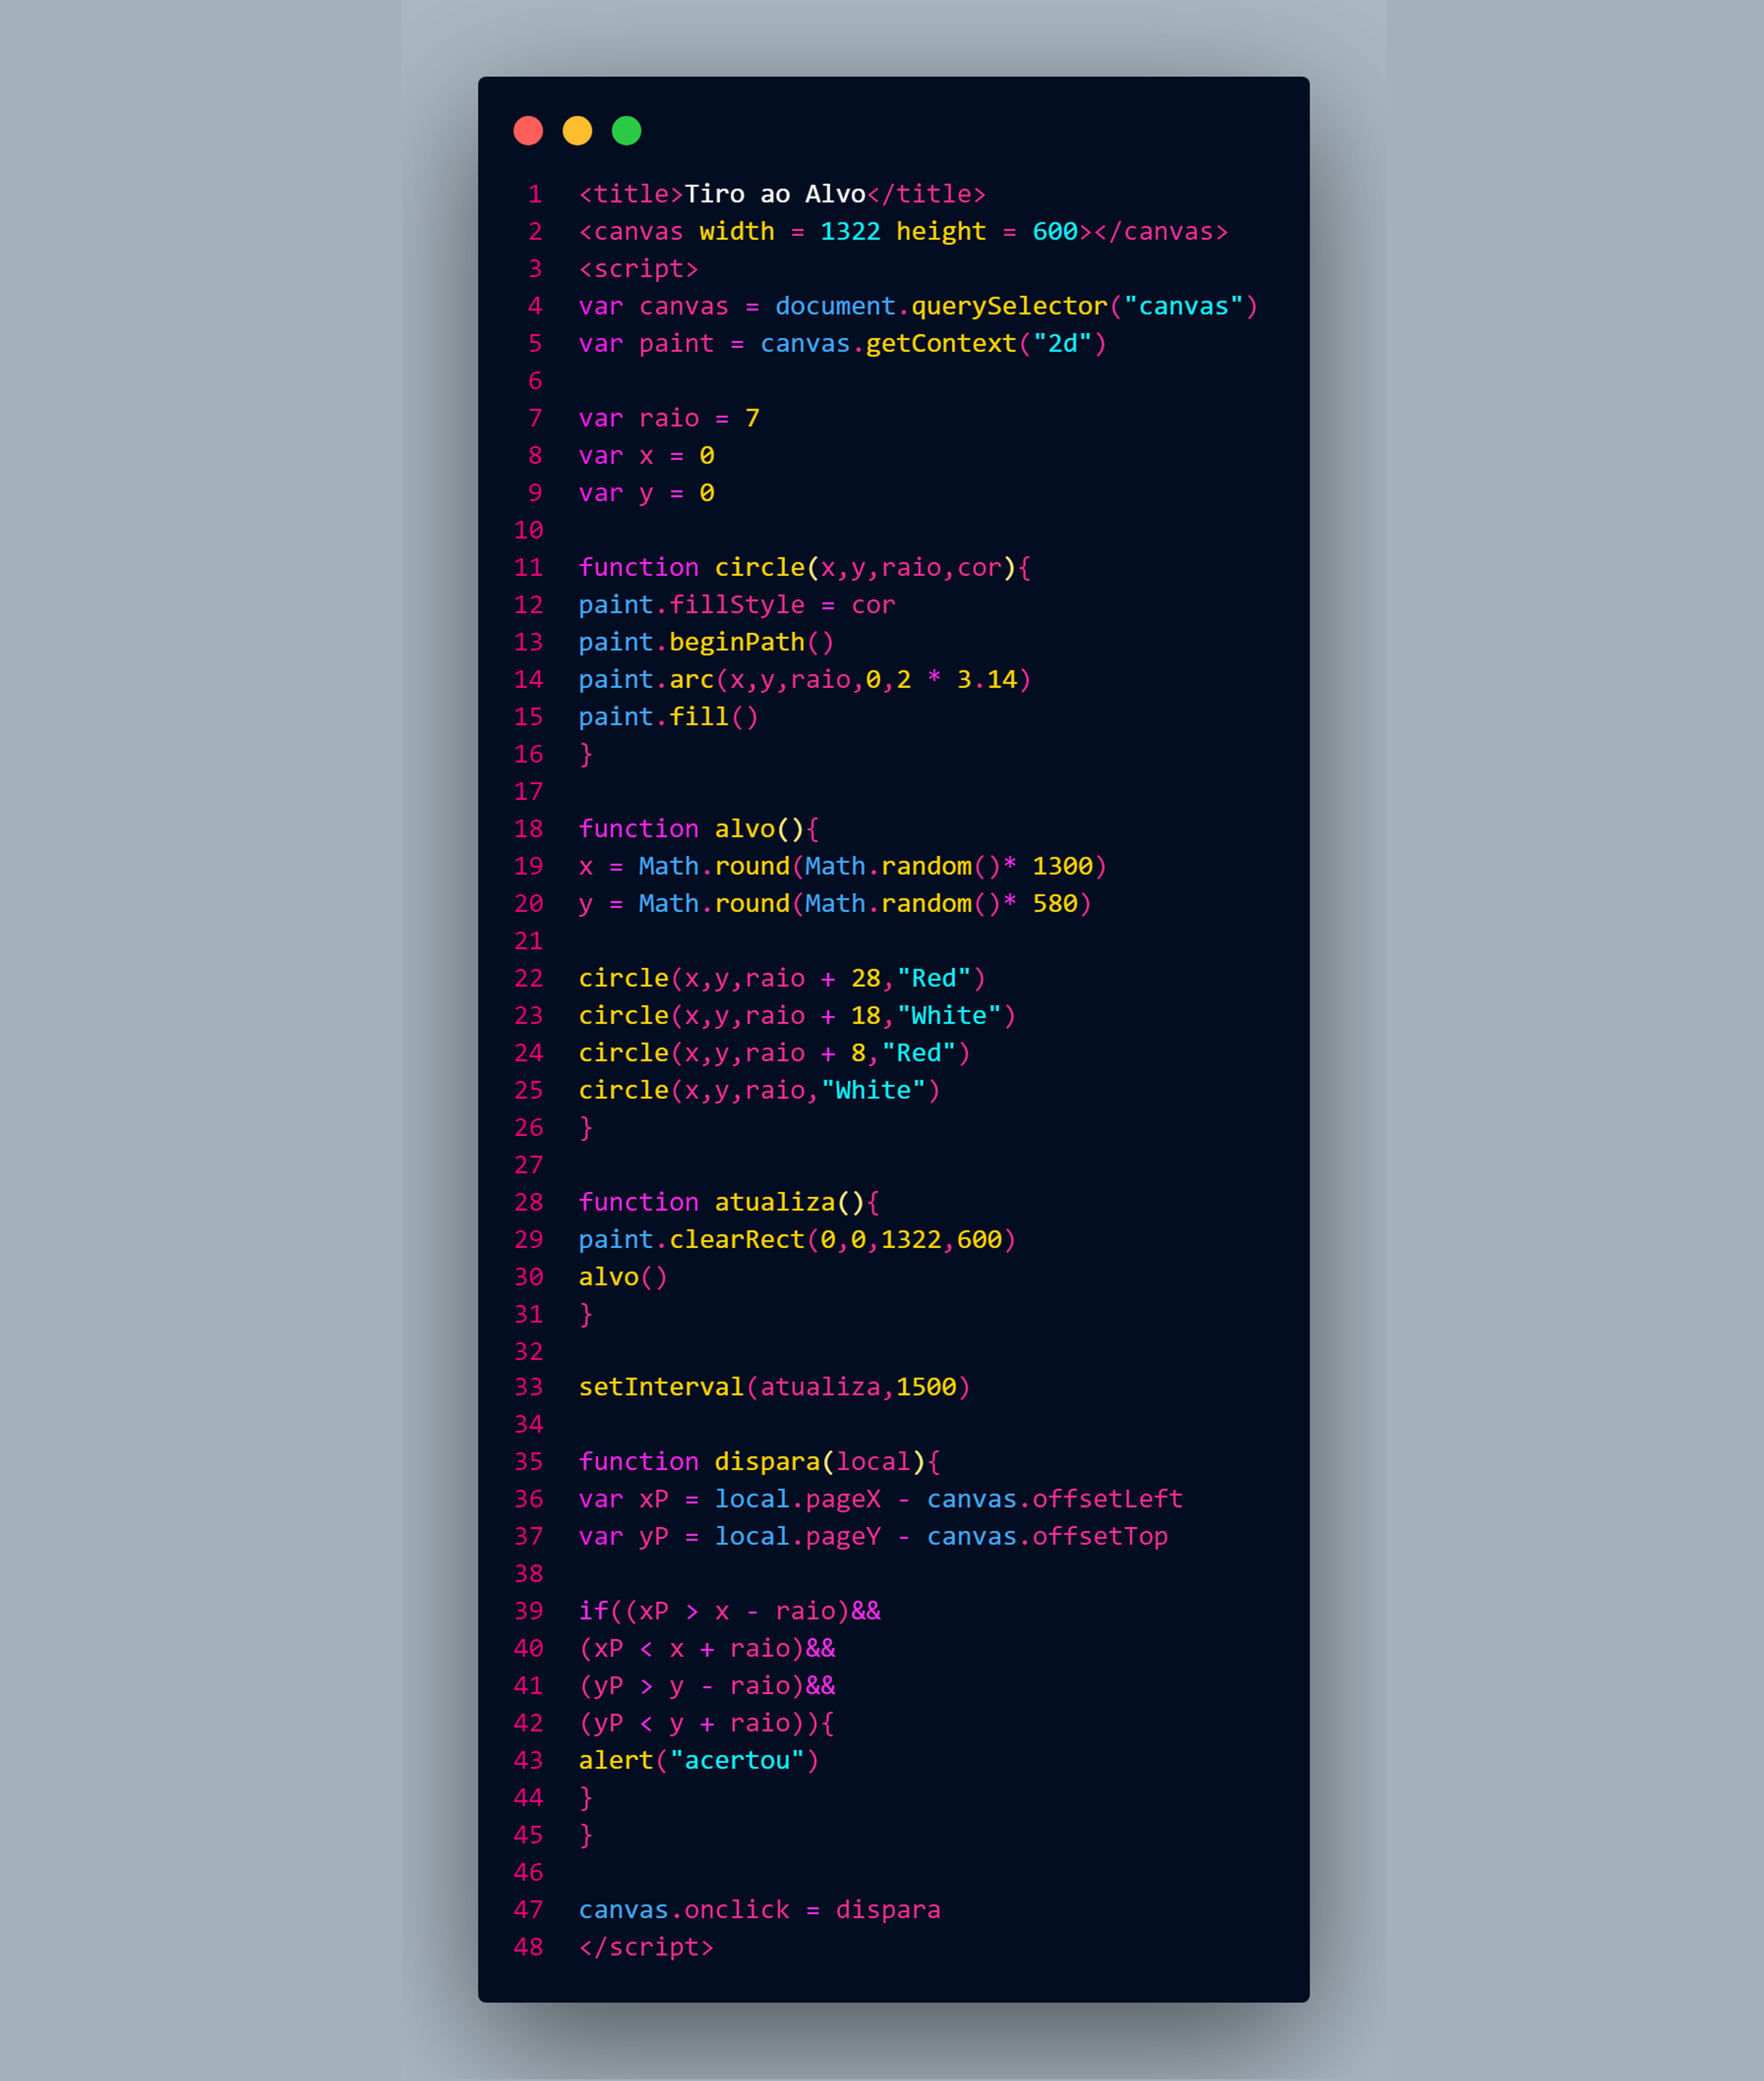 1 <title>Tiro ao Alvo</title>
2 <canvas width = 1322 height = 600></canvas>
3 <script>
4 var canvas = document.querySelector("canvas")
5 var paint = canvas.getContext("2d")
6
7 var raio = 7
8 var x = 0
9 var y = 0
10
11 function circle(x,y,raio,cor){
12 paint.fillStyle = cor
13 paint.beginPath()
14 paint.arc(x,y,raio,0,2 * 3.14)
15 paint.fill()
16 }
17
18 function alvo(){
19 x = Math.round(Math.random()* 1300)
20 y = Math.round(Math.random()* 580)
21
22 circle(x,y,raio + 28,"Red")
23 circle(x,y,raio + 18,"White")
24 circle(x,y,raio + 8,"Red")
25 circle(x,y,raio,"White")
26 }
27
28 function atualiza(){
29 paint.clearRect(0,0,1322,600)
30 alvo()
31 }
32
33 setInterval(atualiza,1500)
34
35 function dispara(local){
36 var xP = local.pageX - canvas.offsetLeft
37 var yP = local.pageY - canvas.offsetTop
38
39 if((xP > x - raio)&&
40 (xP < x + raio)&&
41 (yP > y - raio)&&
42 (yP < y + raio)){
43 alert("acertou")
44 }
45 }
46
47 canvas.onclick = dispara
48 </script>